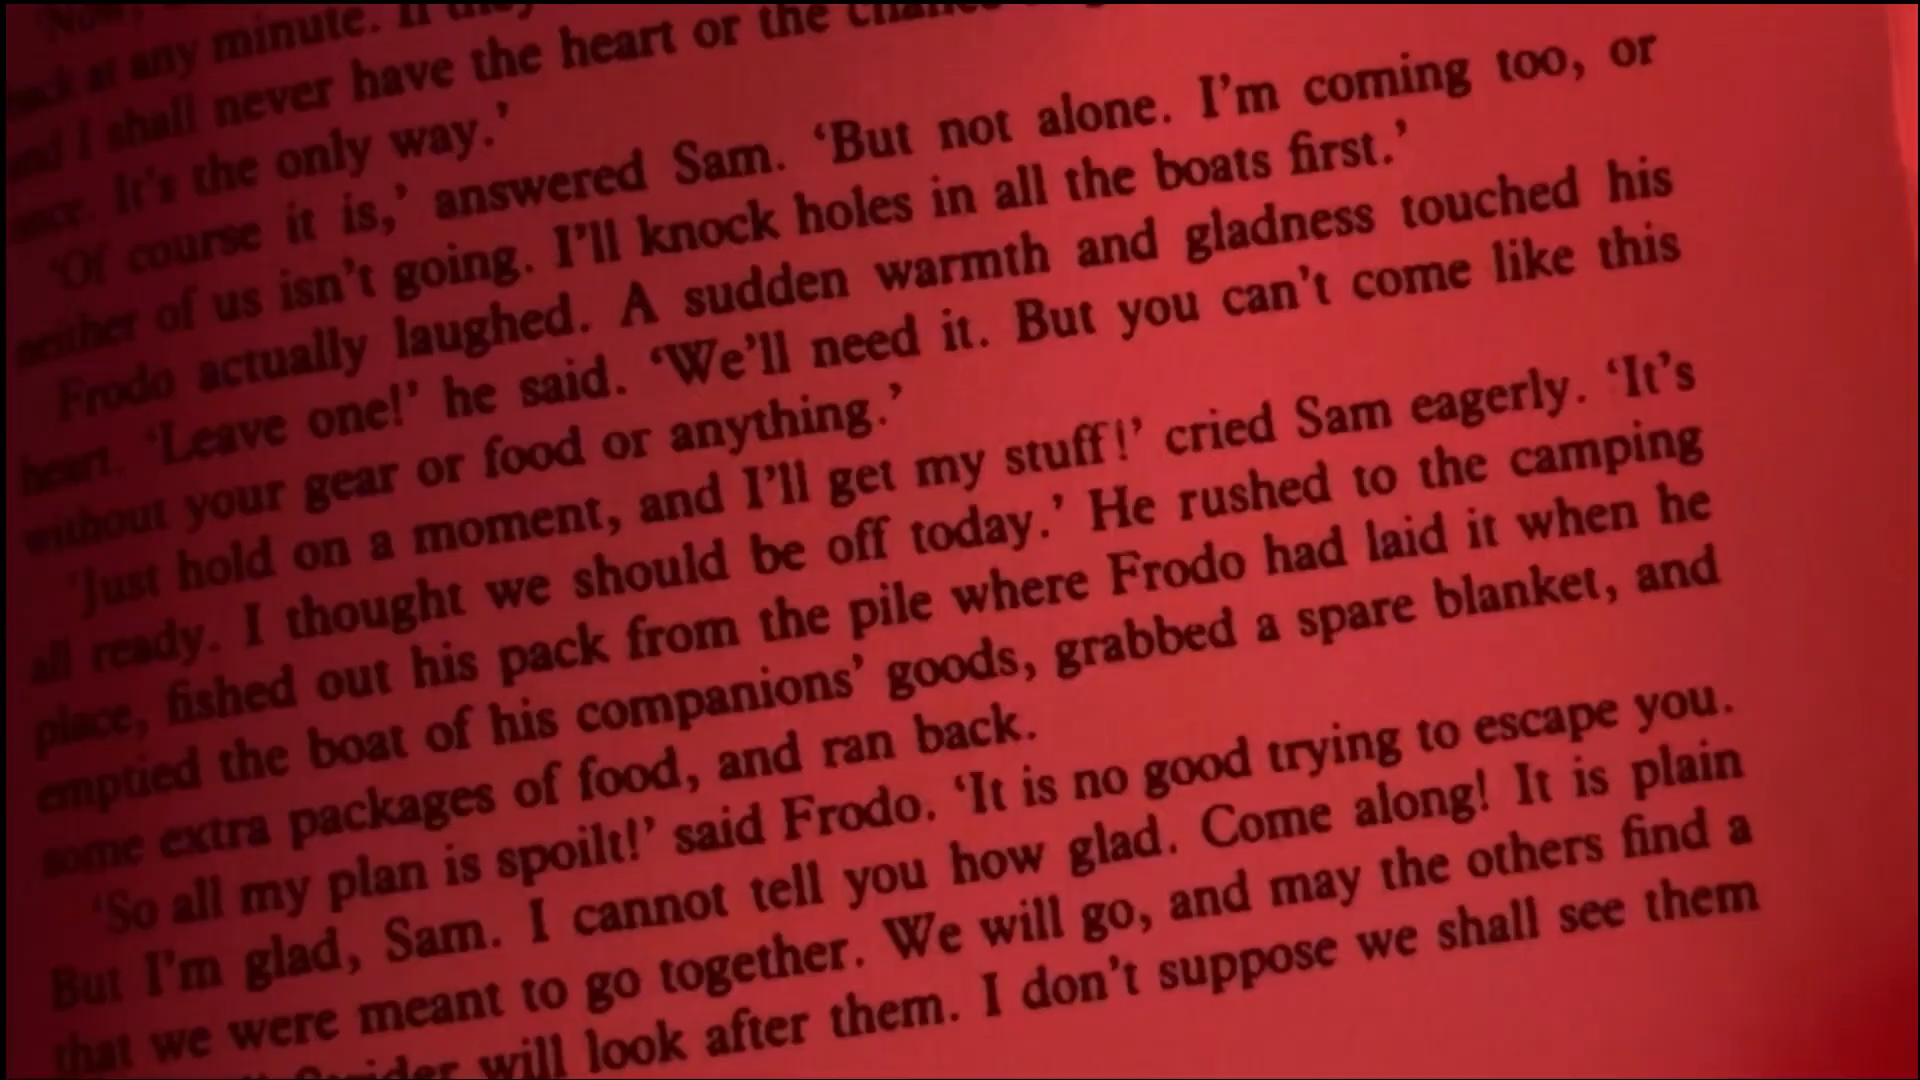 any minute. If they
I shall never have the heart or the chance
It's the only way.'
'Of course it is,' answered Sam. 'But not alone. I'm coming too, or
neither of us isn't going. I'll knock holes in all the boats first.'
Frodo actually laughed. A sudden warmth and gladness touched his
heart. 'Leave one!' he said. 'We'll need it. But you can't come like this
without your gear or food or anything.'
'Just hold on a moment, and I'll get my stuff!' cried Sam eagerly. 'It's
all ready. I thought we should be off today.' He rushed to the camping
place, fished out his pack from the pile where Frodo had laid it when he
emptied the boat of his companions' goods, grabbed a spare blanket, and
some extra packages of food, and ran back.
'So all my plan is spoilt!' said Frodo. 'It is no good trying to escape you.
But I'm glad, Sam. I cannot tell you how glad. Come along! It is plain
that we were meant to go together. We will go, and may the others find a
will look after them. I don't suppose we shall see them